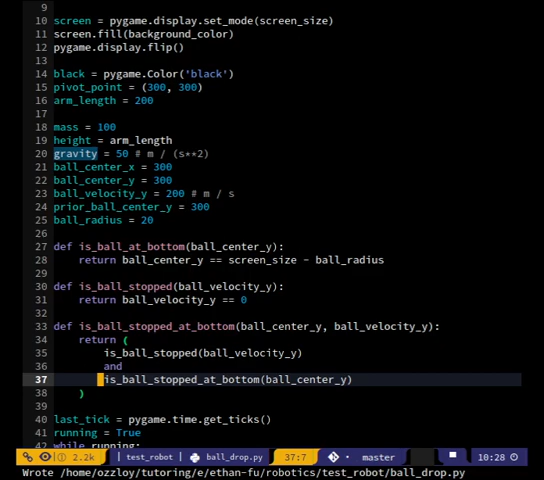 9
10 screen = pygame.display.set_mode(screen_size)
11 screen.fill(background_color)
12 pygame.display.flip()
13
14 black = pygame.Color('black')
15 pivot_point = (300, 300)
16 arm_length = 200
17
18 mass = 100
19 height = arm_length
20 gravity = 50 # m / (s**2)
21 ball_center_x = 300
22 ball_center_y = 300
23 ball_velocity_y = 200 # m / s
24 prior_ball_center_y = 300
25 ball_radius = 20
26
27 def is_ball_at_bottom(ball_center_y):
28 return ball_center_y == screen_size - ball_radius
29
30 def is_ball_stopped(ball_velocity_y):
31 return ball_velocity_y == 0
32
33 def is_ball_stopped_at_bottom(ball_center_y, ball_velocity_y):
34 return (
35 is_ball_stopped(ball_velocity_y)
36 and
37 is_ball_stopped_at_bottom(ball_center_y)
38 )
39
40 last_tick = pygame.time.get_ticks()
41 running = True
42 while running:
2.2k | test_robot ball_drop.py 37:7 master 10:28
Wrote /home/ozzloy/tutoring/e/ethan-fu/robotics/test_robot/ball_drop.py